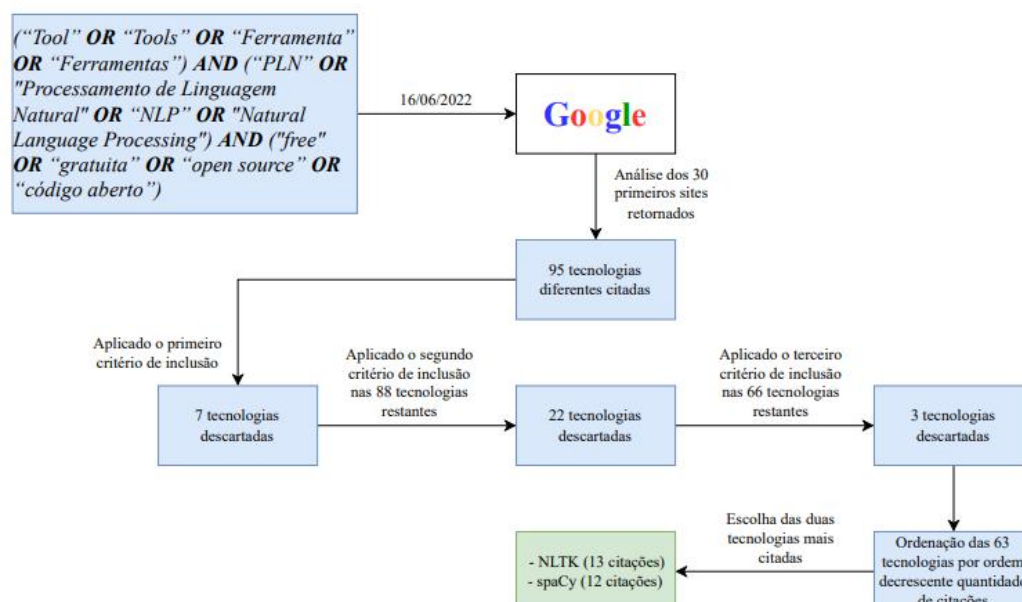 (“Tool” OR “Tools” OR “Ferramenta”
OR “Ferramentas”) AND (“PLN” OR
"Processamento de Linguagem
Natural" OR “NLP” OR "Natural
Language Processing") AND ("free"
OR “gratuita” OR “open source” OR
“código aberto”)
16/06/2022
Google
Análise dos 30
primeiros sites
retornados
95 tecnologias
diferentes citadas
Aplicado o primeiro
critério de inclusão
7 tecnologias
descartadas
Aplicado o segundo
critério de inclusão
nas 88 tecnologias
restantes
22 tecnologias
descartadas
Aplicado o terceiro
critério de inclusão
nas 66 tecnologias
restantes
3 tecnologias
descartadas
Ordenação das 63
tecnologias por ordem
decrescente quantidade
de citações
Escolha das duas
tecnologias mais
citadas
- NLTK (13 citações)
- spaCy (12 citações)